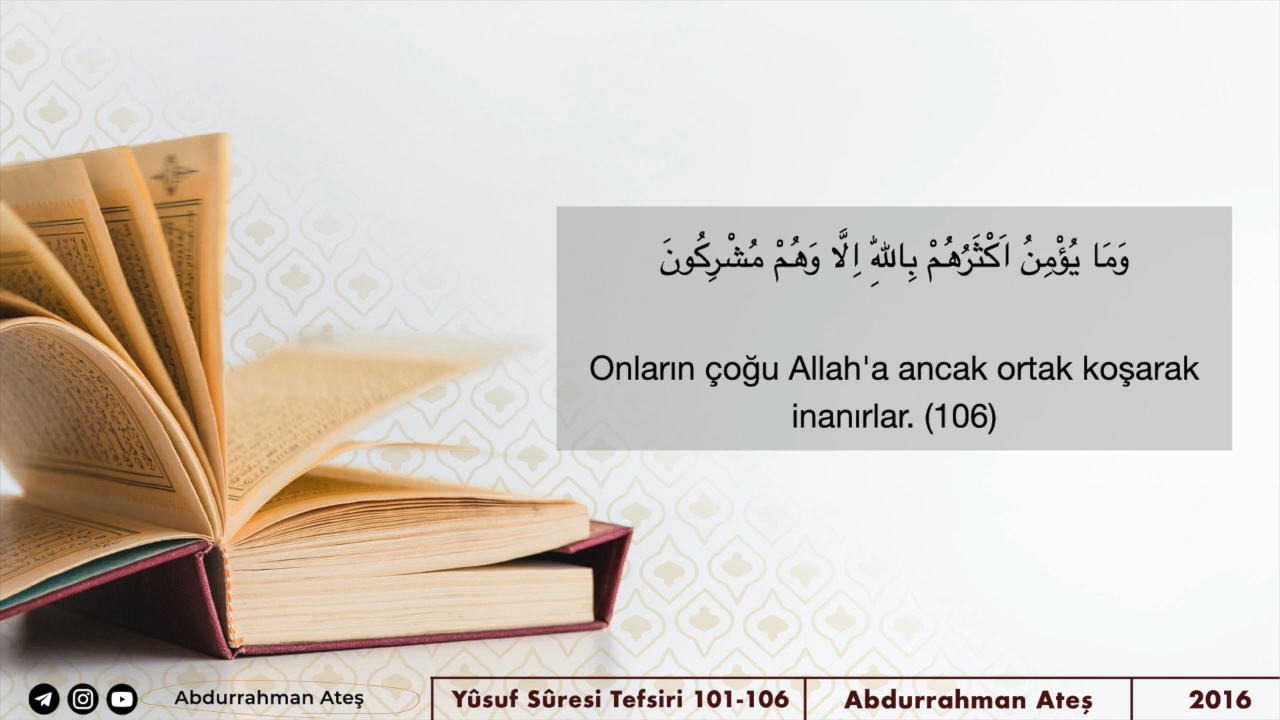 وَمَا يُؤْمِنُ اَكْثَرُهُمْ بِاللّٰهِ اِلَّا وَهُمْ مُشْرِكُونَ
Onların çoğu Allah'a ancak ortak koşarak
inanırlar. (106)
Abdurrahman Ateş
Yûsuf Sûresi Tefsiri 101-106
Abdurrahman Ateş
2016